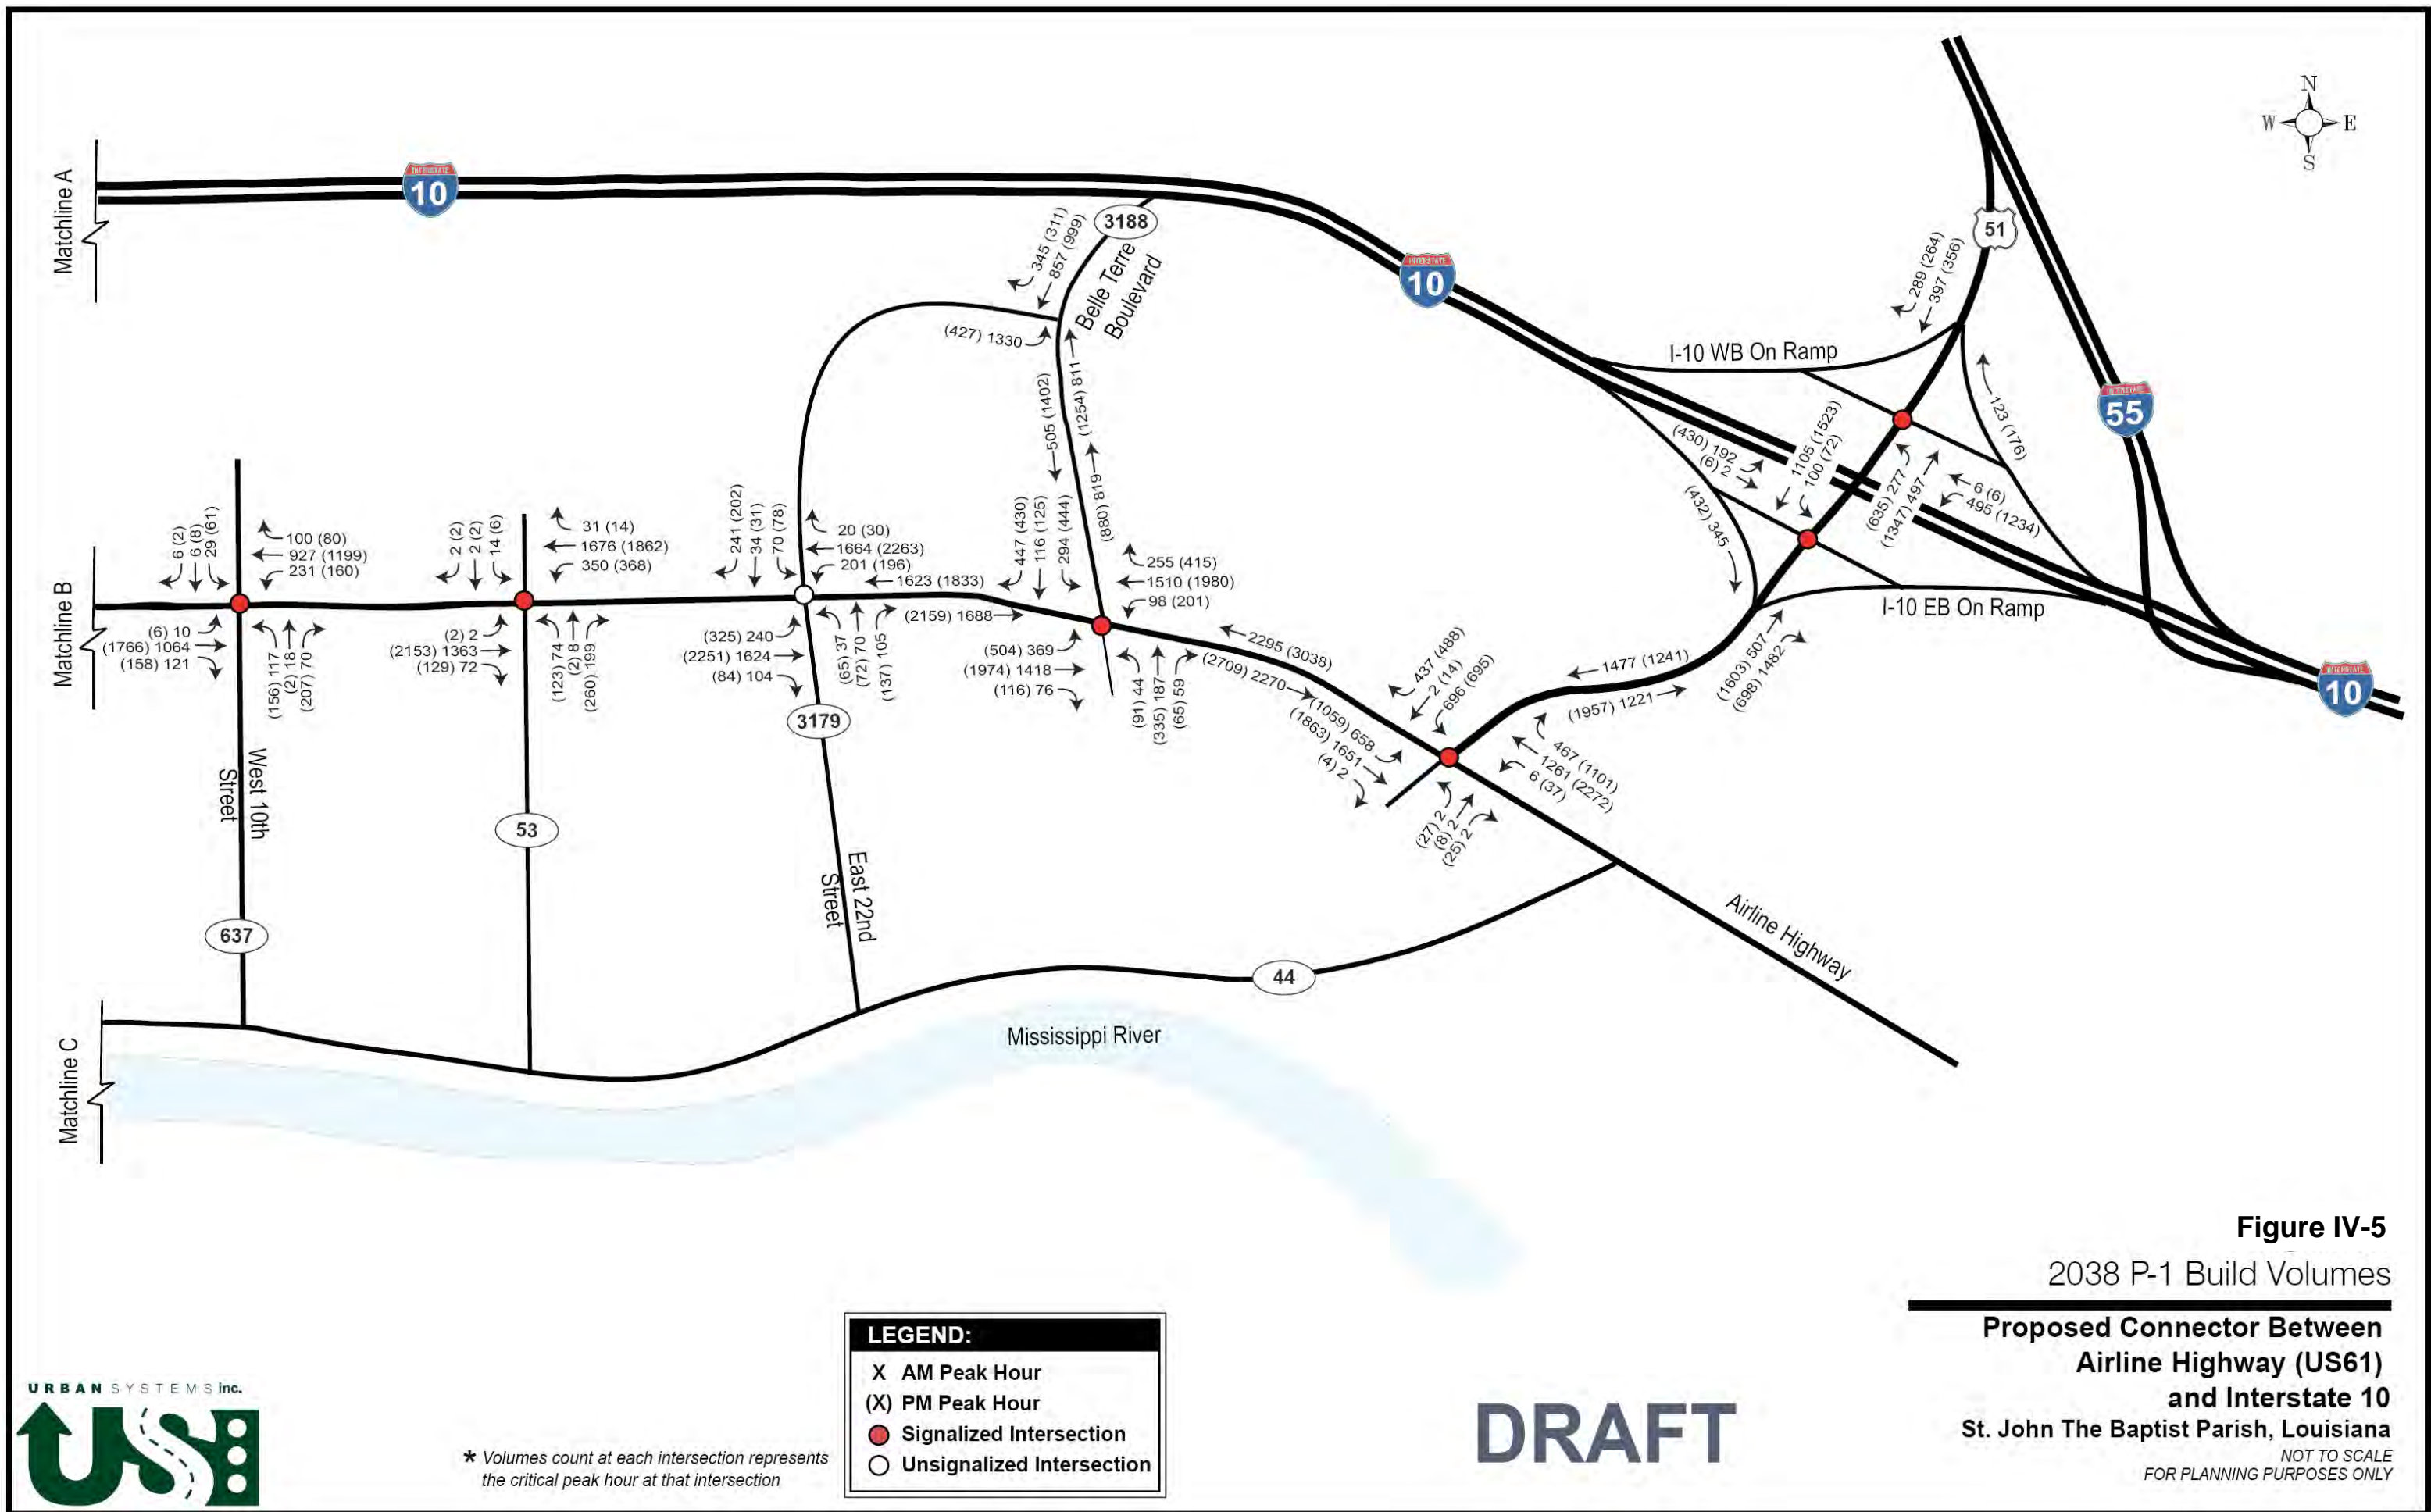 N
W E
S
Matchline A
INTERSTATE
10
3188
345 (311)
857 (999)
Belle Terre
Boulevard
(427) 1330
505 (1402)
(1254) 811
(880) 819
INTERSTATE
10
51
289 (264)
397 (356)
I-10 WB On Ramp
INTERSTATE
55
123 (176)
(430) 192
(6) 2
1105 (1523)
100 (72)
(635) 277
(1347) 497
6 (6)
495 (1234)
(432) 345
I-10 EB On Ramp
INTERSTATE
10
Matchline B
6 (2)
6 (8)
29 (61)
100 (80)
927 (1199)
231 (160)
(6) 10
(1766) 1064
(158) 121
(156) 117
(2) 18
(207) 70
2 (2)
2 (2)
14 (6)
31 (14)
1676 (1862)
350 (368)
(2) 2
(2153) 1363
(129) 72
(123) 74
(2) 8
(260) 199
241 (202)
34 (31)
70 (78)
20 (30)
1664 (2263)
201 (196)
1623 (1833)
(2159) 1688
(325) 240
(2251) 1624
(84) 104
(65) 37
(72) 70
(137) 105
447 (430)
116 (125)
294 (444)
255 (415)
1510 (1980)
98 (201)
(504) 369
(1974) 1418
(116) 76
(91) 44
(335) 187
(65) 59
2295 (3038)
(2709) 2270
437 (488)
2 (14)
696 (695)
(1059) 658
(1863) 1651
(4) 2
467 (1101)
1261 (2272)
6 (37)
(27) 2
(8) 2
(25) 2
1477 (1241)
(1957) 1221
(1603) 507
(698) 1482
3179
West 10th
Street
53
East 22nd
Street
637
44
Airline Highway
Matchline C
Mississippi River
Figure IV-5
2038 P-1 Build Volumes
Proposed Connector Between
Airline Highway (US61)
and Interstate 10
St. John The Baptist Parish, Louisiana
NOT TO SCALE
FOR PLANNING PURPOSES ONLY
LEGEND:
X AM Peak Hour
(X) PM Peak Hour
Signalized Intersection
Unsignalized Intersection
DRAFT
* Volumes count at each intersection represents
the critical peak hour at that intersection
URBAN SYSTEMS inc.
USI